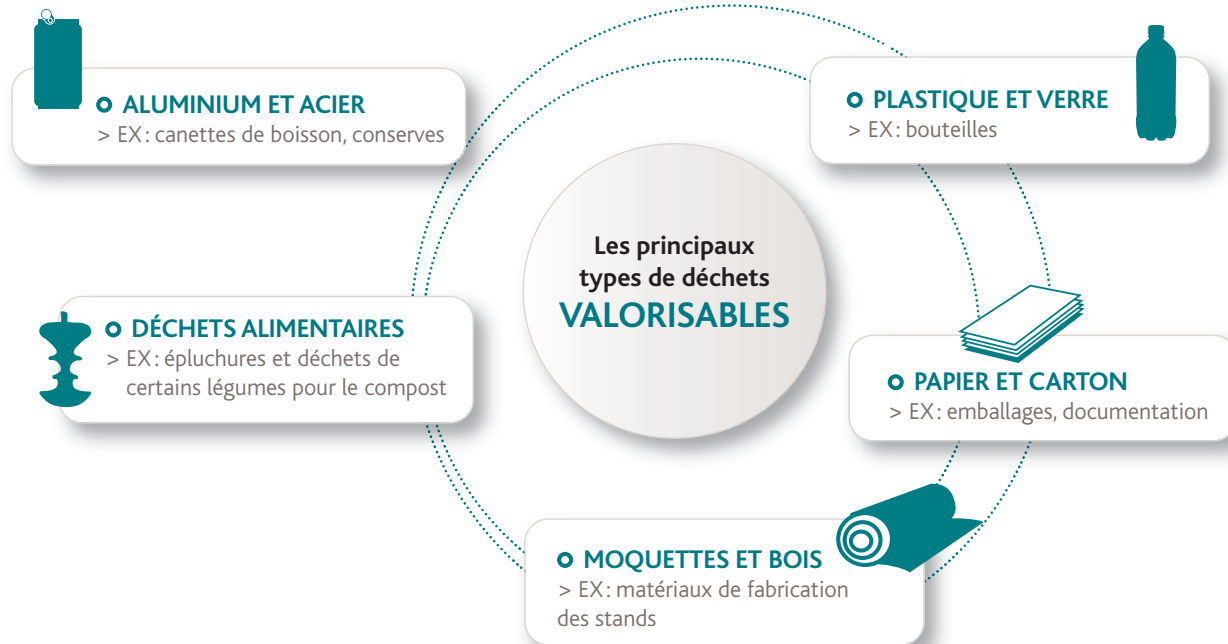 ALUMINIUM ET ACIER
> EX : canettes de boisson, conserves
PLASTIQUE ET VERRE
> EX : bouteilles
Les principaux
types de déchets
VALORISABLES
DÉCHETS ALIMENTAIRES
> EX : épluchures et déchets de
certains légumes pour le compost
PAPIER ET CARTON
> EX : emballages, documentation
MOQUETTES ET BOIS
> EX : matériaux de fabrication
des stands